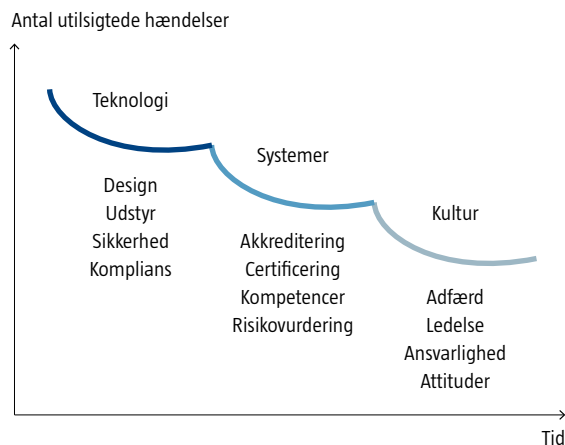 Antal utilsigtede hændelser
Teknologi
Design
Udstyr
Sikkerhed
Komplians
Systemer
Akkreditering
Certificering
Kompetencer
Risikovurdering
Kultur
Adfærd
Ledelse
Ansvarlighed
Attituder
Tid